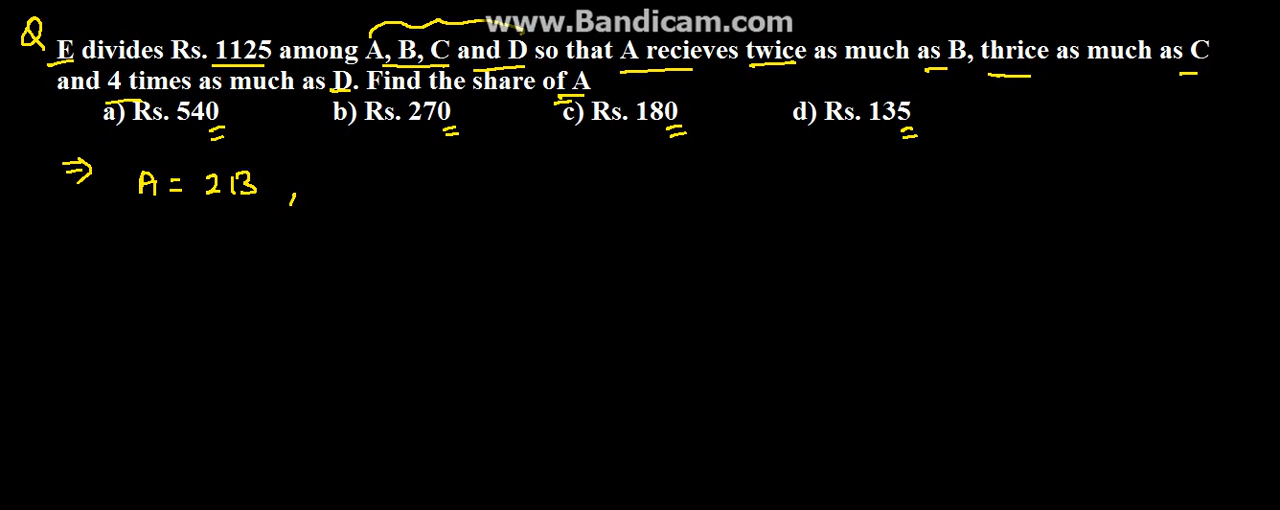 www.Bandicam.com
Q E divides Rs. 1125 among A, B, C and D so that A recieves twice as much as B, thrice as much as C
and 4 times as much as D. Find the share of A
a) Rs. 540 b) Rs. 270 c) Rs. 180 d) Rs. 135
⇒ A = 2B ,